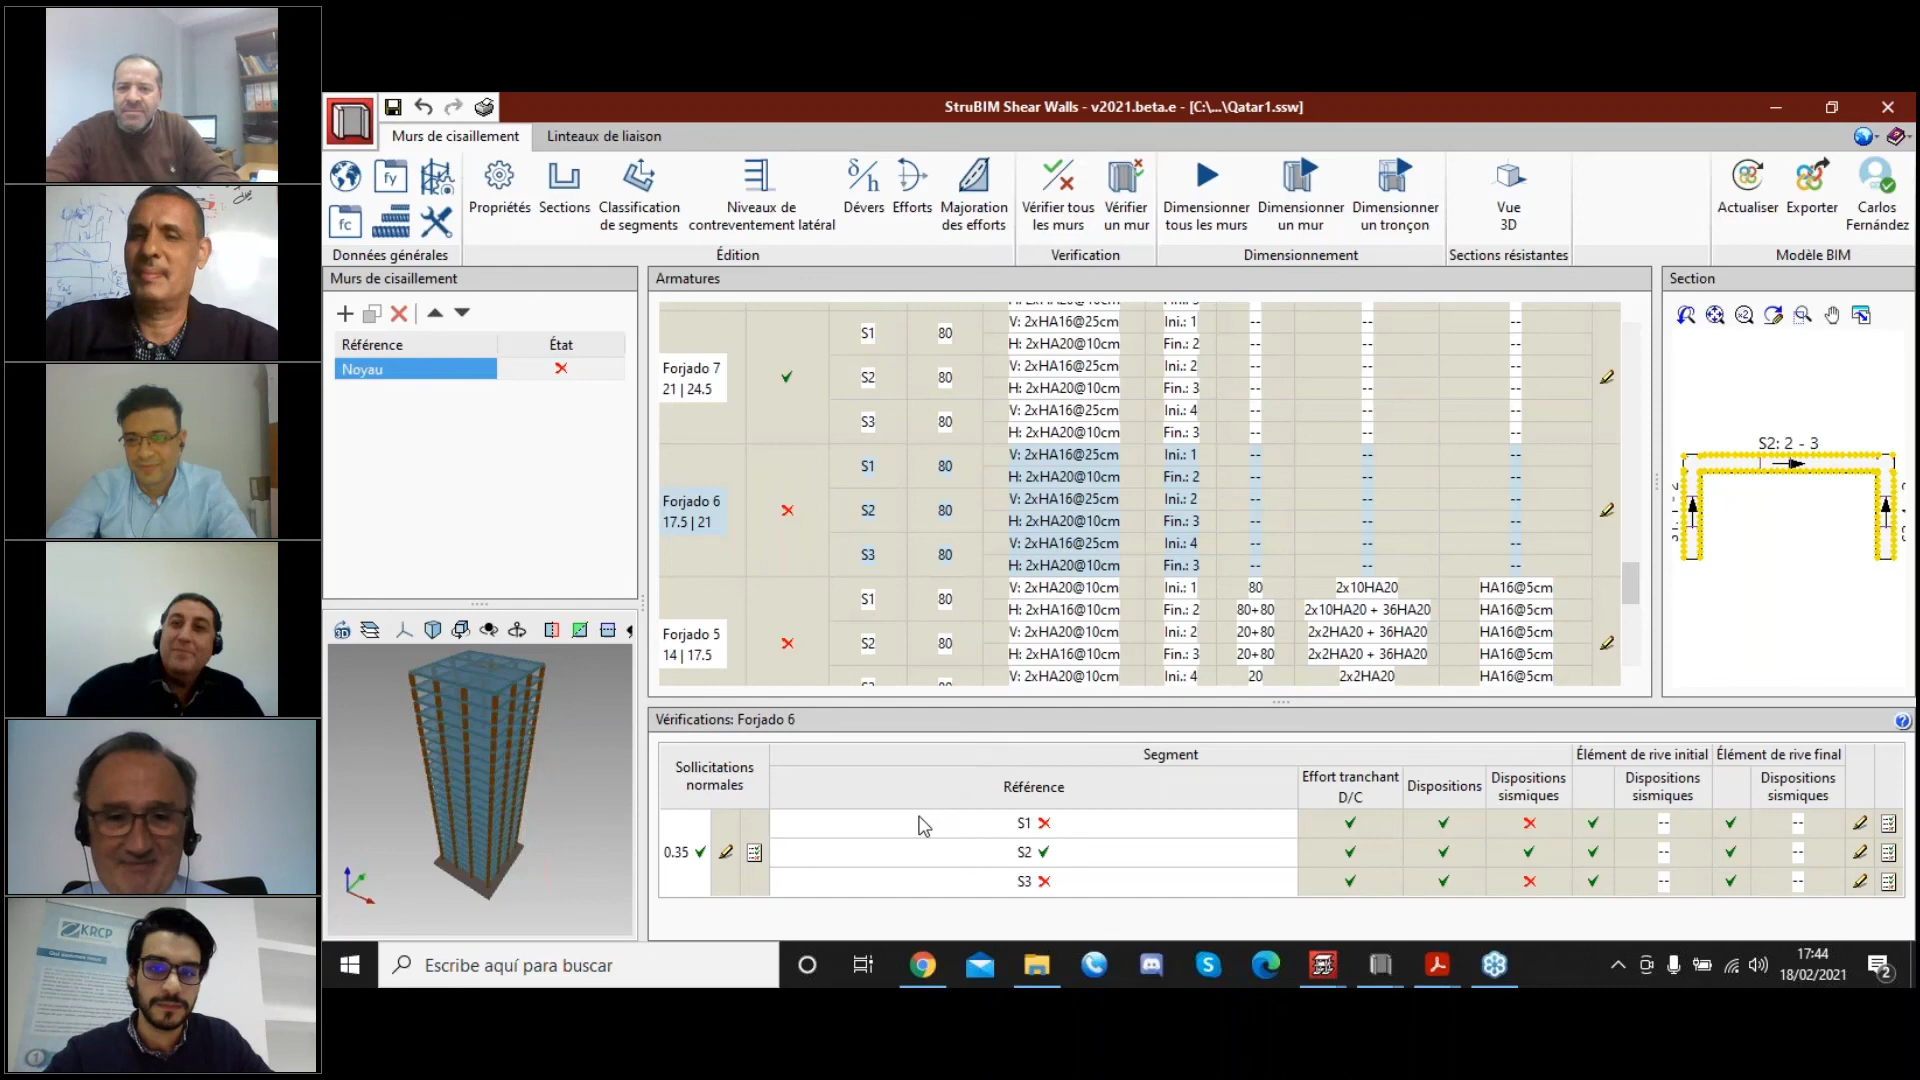 StruBIM Shear Walls - v2021.beta.e - [C:\...\Qatar1.ssw]
Murs de cisaillement
Linteaux de liaison
fy
fc
Données générales
Propriétés
Sections
Classification
de segments
Niveaux de
contreventement latéral
δ/h
Dévers
Efforts
Majoration
des efforts
Édition
Vérifier tous
les murs
Vérifier
un mur
Verification
Dimensionner
tous les murs
Dimensionner
un mur
Dimensionner
un tronçon
Dimensionnement
Vue
3D
Sections résistantes
Actualiser
Exporter
Carlos
Fernández
Modèle BIM
Murs de cisaillement
Référence
État
Noyau
Armatures
S1 80 V: 2xHA16@25cm Ini.: 1 -- -- --
H: 2xHA20@10cm Fin.: 2 -- -- --
Forjado 7
21 | 24.5
S2 80 V: 2xHA16@25cm Ini.: 2 -- -- --
H: 2xHA20@10cm Fin.: 3 -- -- --
S3 80 V: 2xHA16@25cm Ini.: 4 -- -- --
H: 2xHA20@10cm Fin.: 3 -- -- --
Forjado 6
17.5 | 21
S1 80 V: 2xHA16@25cm Ini.: 1 -- -- --
H: 2xHA20@10cm Fin.: 2 -- -- --
S2 80 V: 2xHA16@25cm Ini.: 2 -- -- --
H: 2xHA20@10cm Fin.: 3 -- -- --
S3 80 V: 2xHA16@25cm Ini.: 4 -- -- --
H: 2xHA20@10cm Fin.: 3 -- -- --
Forjado 5
14 | 17.5
S1 80 V: 2xHA20@10cm Ini.: 1 80 2x10HA20 HA16@5cm
H: 2xHA16@10cm Fin.: 2 80+80 2x10HA20 + 36HA20 HA16@5cm
S2 80 V: 2xHA20@10cm Ini.: 2 20+80 2x2HA20 + 36HA20 HA16@5cm
H: 2xHA16@10cm Fin.: 3 20+80 2x2HA20 + 36HA20 HA16@5cm
V: 2xHA20@10cm Ini.: 4 20 2x2HA20 HA16@5cm
Section
S2: 2 - 3
Vérifications: Forjado 6
Sollicitations
normales
Segment
Référence
Effort tranchant
D/C
Dispositions
Dispositions
sismiques
Élément de rive initial
Dispositions
sismiques
Élément de rive final
Dispositions
sismiques
0.35
S1 -- --
S2 -- --
S3 -- --
Escribe aquí para buscar
17:44
18/02/2021
2
KRCP